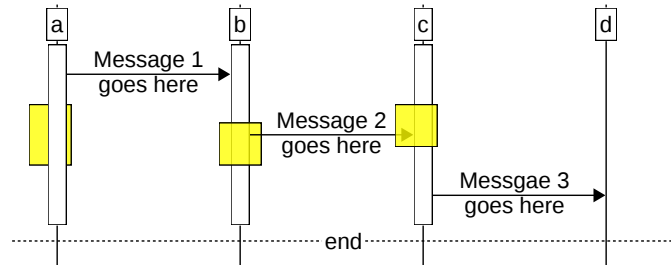 a
b
c
d
Message 1
goes here
Message 2
goes here
Messgae 3
goes here
end